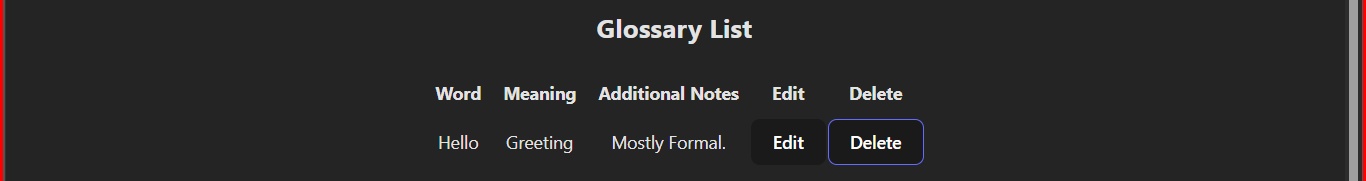 Glossary List
Word Meaning Additional Notes Edit Delete
Hello Greeting Mostly Formal. Edit Delete